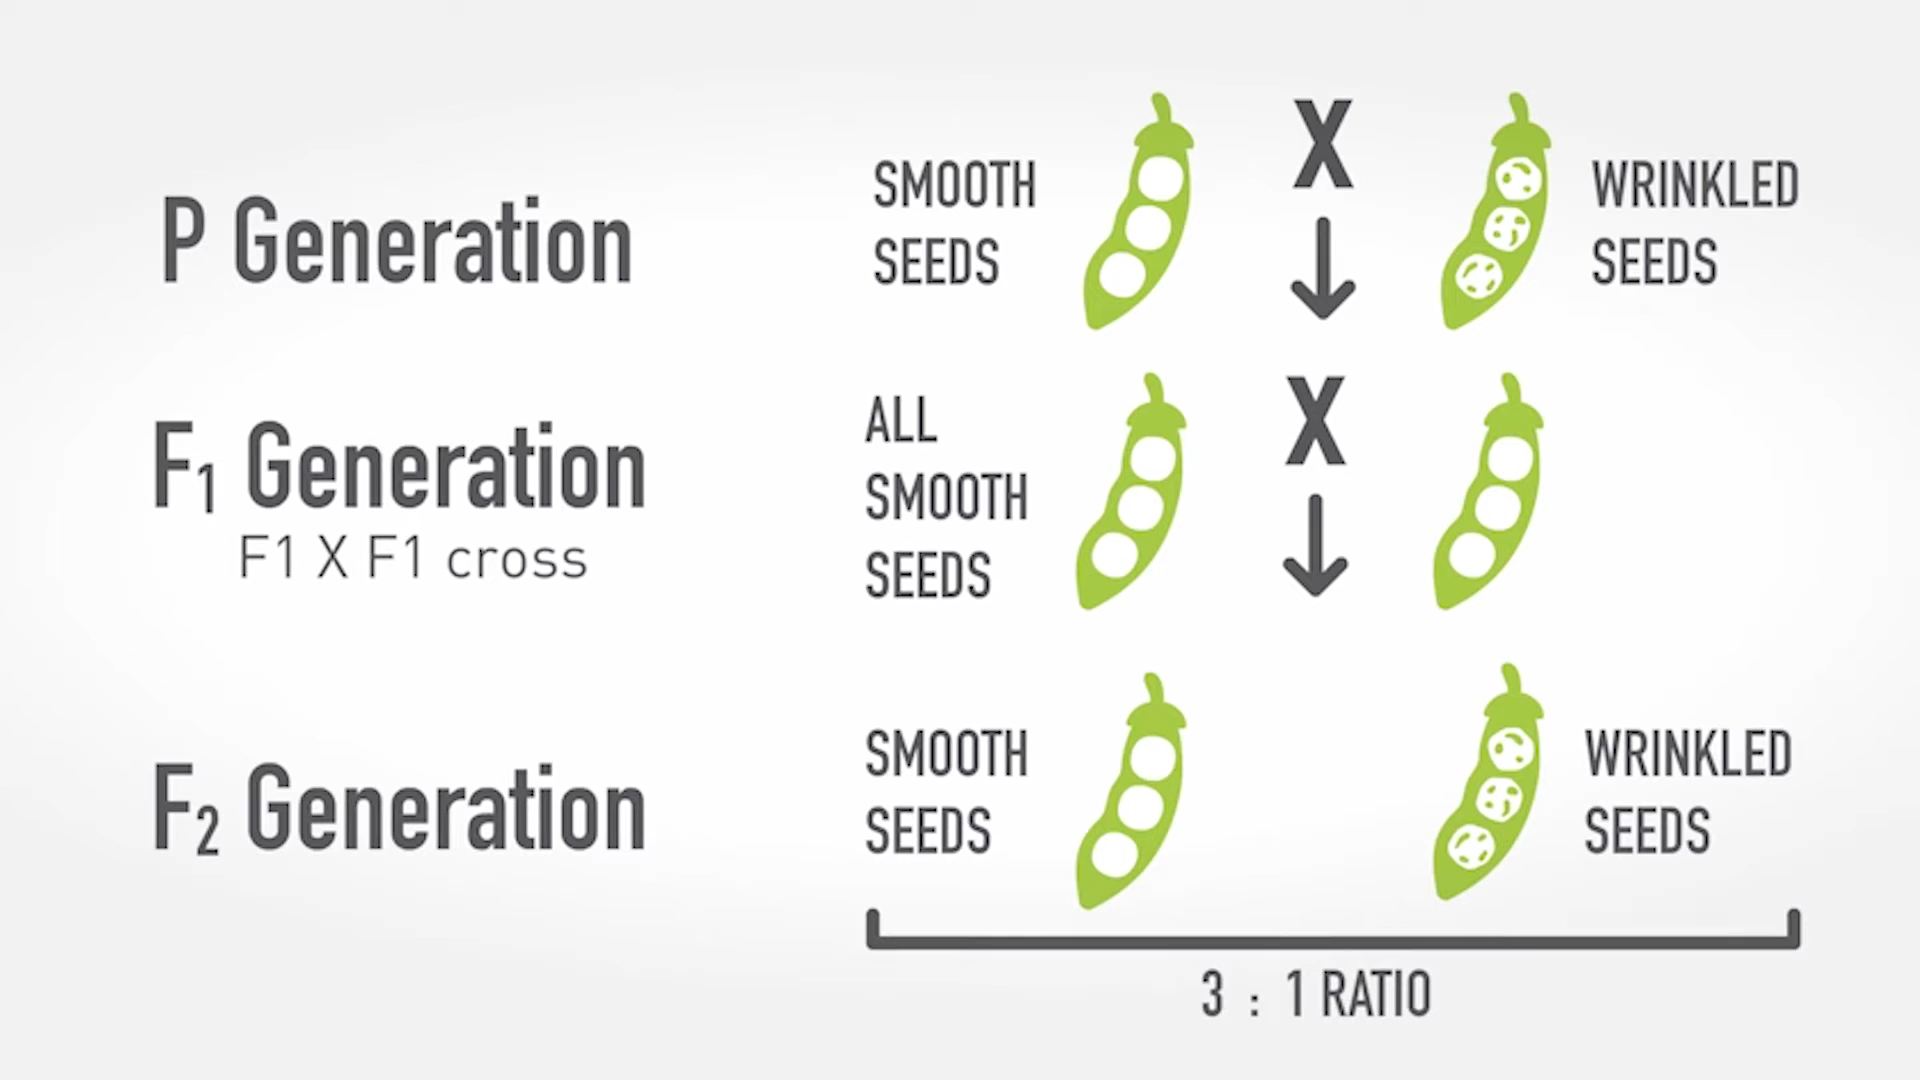 P Generation
SMOOTH
SEEDS
X
WRINKLED
SEEDS
F₁ Generation
F1 X F1 cross
ALL
SMOOTH
SEEDS
X
F₂ Generation
SMOOTH
SEEDS
WRINKLED
SEEDS
3 : 1 RATIO